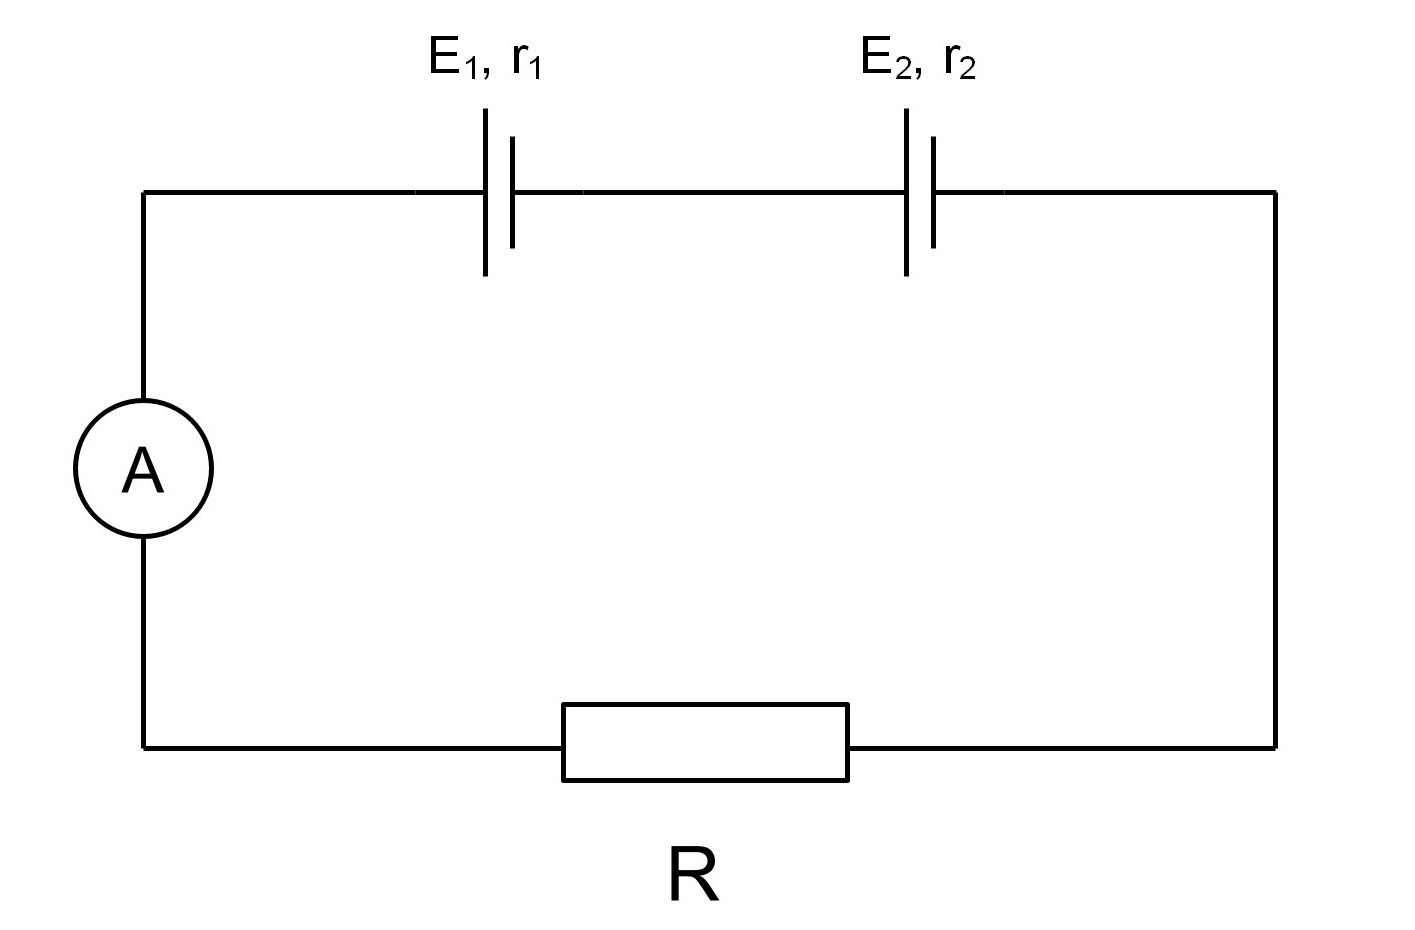 E₁, r₁
E₂, r₂
A
R